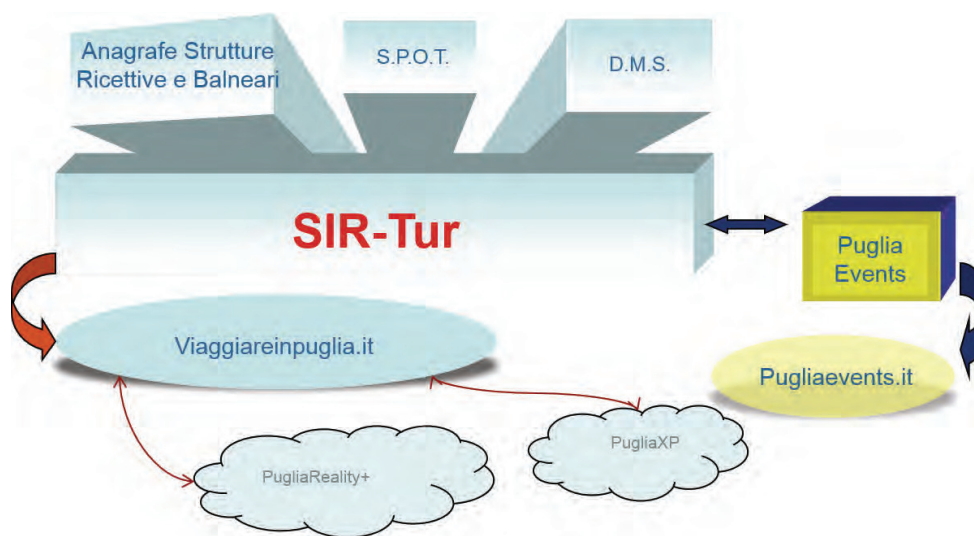 Anagrafe Strutture
Ricettive e Balneari
S.P.O.T.
D.M.S.
SIR-Tur
Puglia
Events
Viaggiareinpuglia.it
Pugliaevents.it
PugliaXP
PugliaReality+